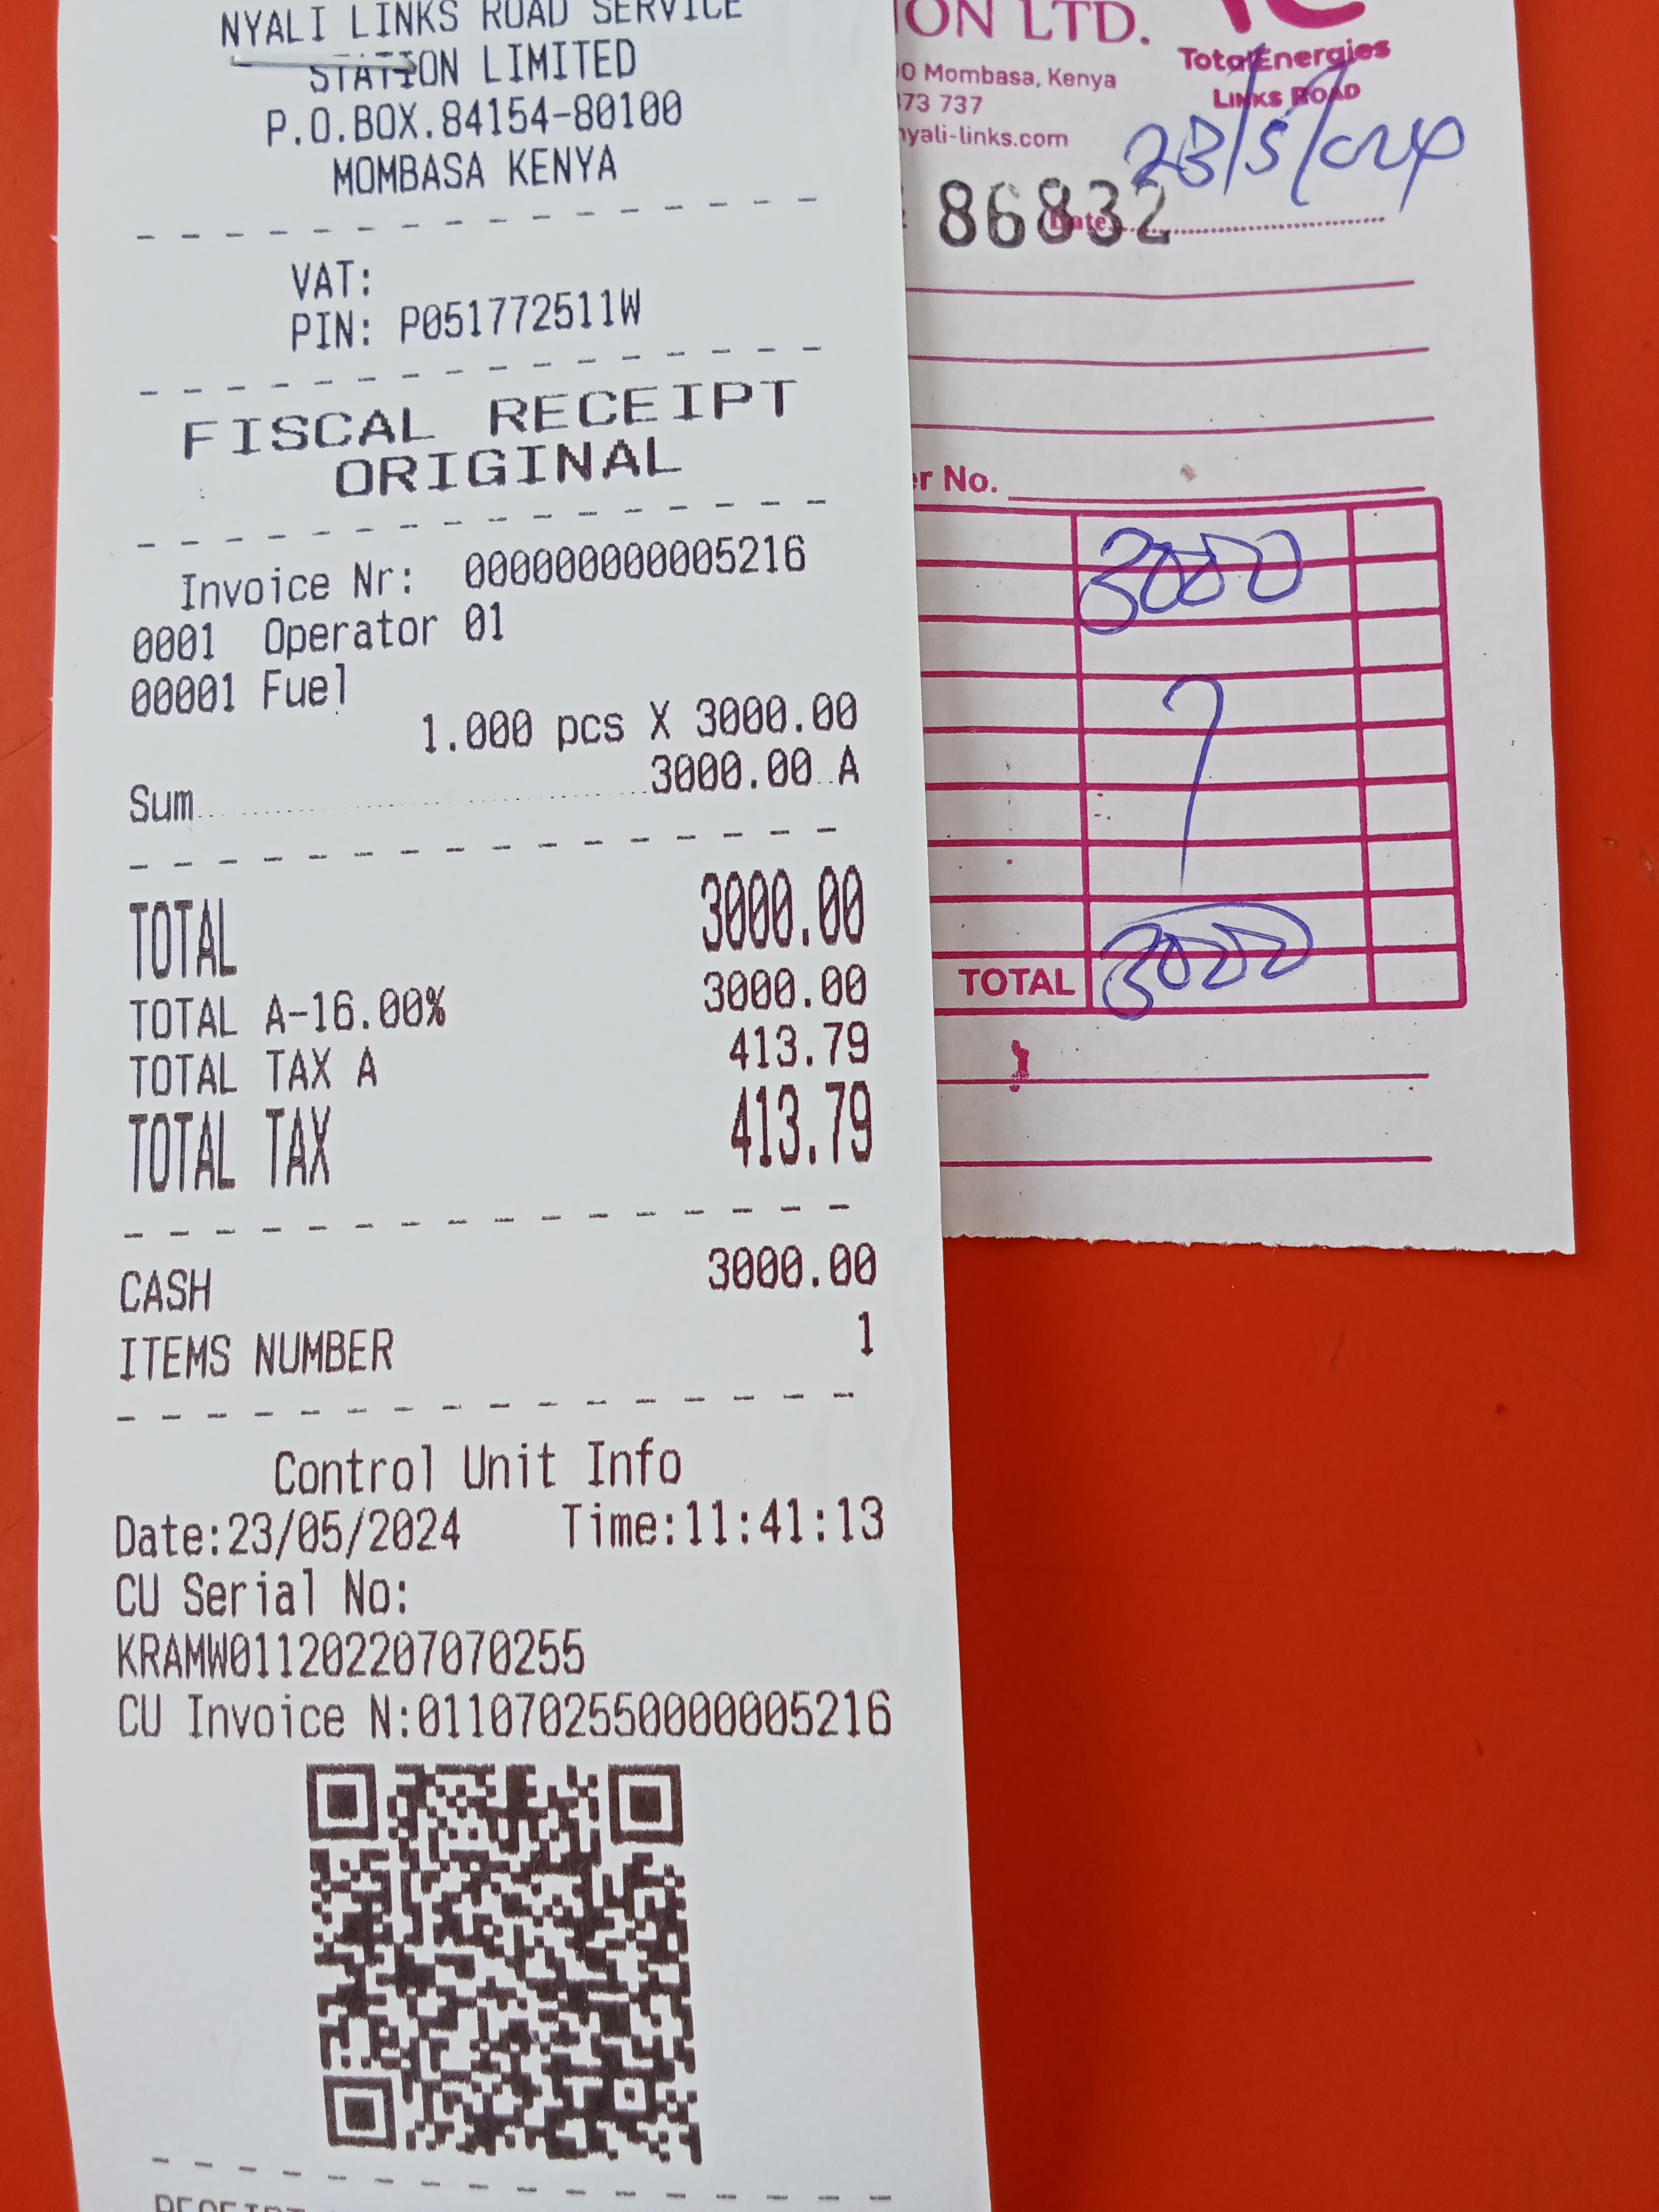 NYALI LINKS ROAD SERVICE
STATION LIMITED
P.O.BOX.84154-80100
MOMBASA KENYA
VAT:
PIN: P051772511W
FISCAL RECEIPT
ORIGINAL
Invoice Nr: 000000000005216
0001 Operator 01
00001 Fuel
1.000 pcs X 3000.00
Sum 3000.00 A
TOTAL 3000.00
TOTAL A-16.00% 3000.00
TOTAL TAX A 413.79
TOTAL TAX 413.79
CASH 3000.00
ITEMS NUMBER 1
Control Unit Info
Date:23/05/2024 Time:11:41:13
CU Serial No:
KRAMW011202207070255
CU Invoice N:0110702550000005216
ION LTD.
TotalEnergies
LINKS ROAD
0 Mombasa, Kenya
73 737
nyali-links.com
86832
Date
23/5/2024
r No.
3000
TOTAL 3000